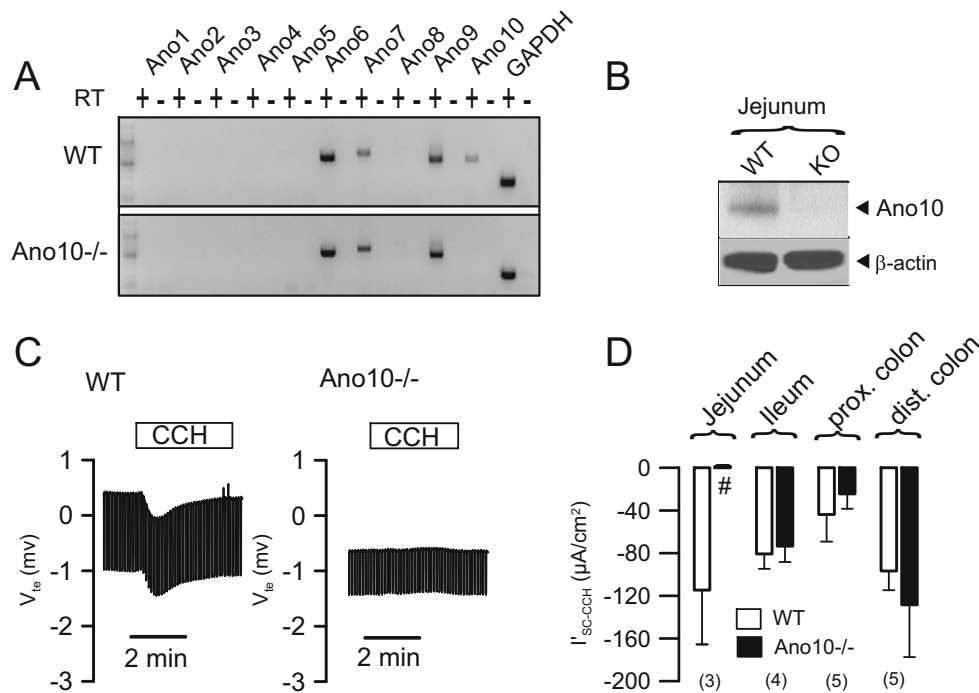 A
Ano1 Ano2 Ano3 Ano4 Ano5 Ano6 Ano7 Ano8 Ano9 Ano10 GAPDH
RT + - + - + - + - + - + - + - + - + - + - + -
WT
Ano10-/-
B
Jejunum
WT KO
◄ Ano10
◄ β-actin
C
WT
Ano10-/-
CCH
CCH
1
0
-1
-2
-3
Vte (mv)
2 min
1
0
-1
-2
-3
Vte (mv)
2 min
D
Jejunum Ileum prox. colon dist. colon
0
-40
-80
-120
-160
-200
I'SC-CCH (µA/cm²)
#
WT
Ano10-/-
(3) (4) (5) (5)